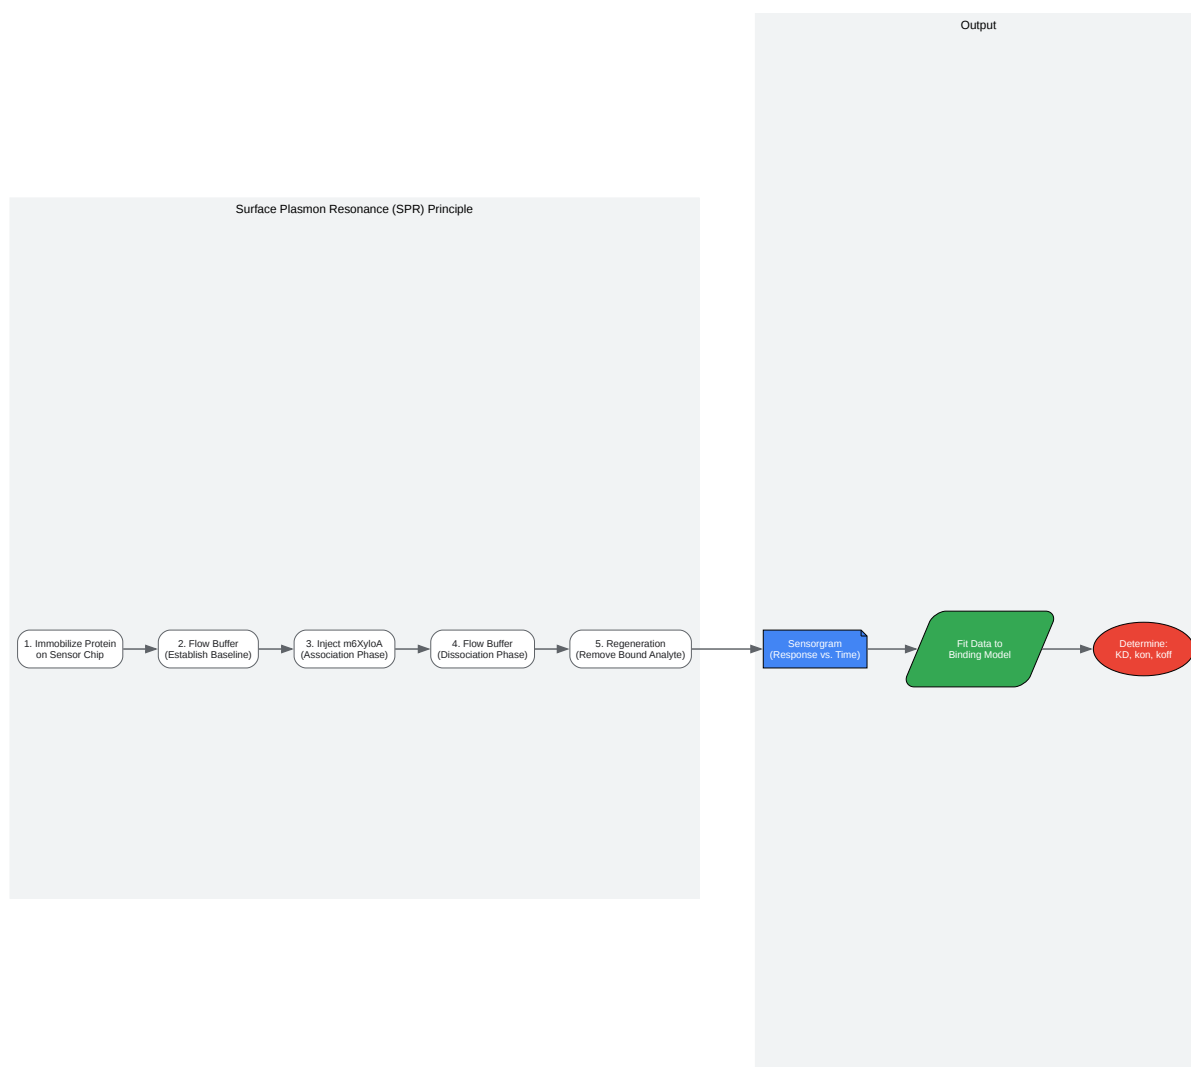 Output
Surface Plasmon Resonance (SPR) Principle
1. Immobilize Protein
on Sensor Chip
2. Flow Buffer
(Establish Baseline)
3. Inject m6XyloA
(Association Phase)
4. Flow Buffer
(Dissociation Phase)
5. Regeneration
(Remove Bound Analyte)
Sensorgram
(Response vs. Time)
Fit Data to
Binding Model
Determine:
KD, kon, koff